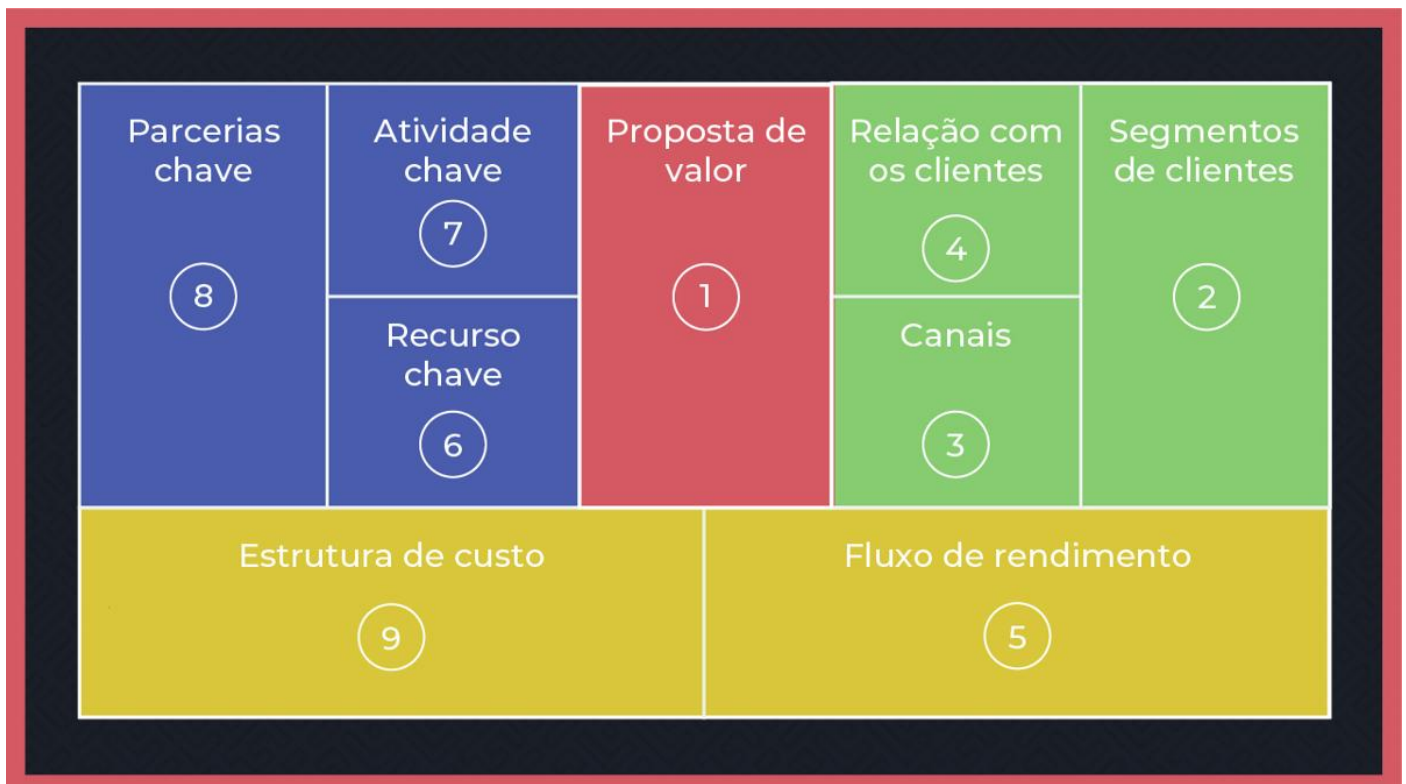 Parcerias
chave
8
Atividade
chave
7
Recurso
chave
6
Proposta de
valor
1
Relação com
os clientes
4
Canais
3
Segmentos
de clientes
2
Estrutura de custo
9
Fluxo de rendimento
5